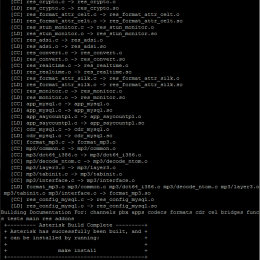 [LD] res_crypto.o -> res_crypto.so
[CC] res_format_attr_celt.c -> res_format_attr_celt.o
[LD] res_format_attr_celt.o -> res_format_attr_celt.so
[CC] res_stun_monitor.c -> res_stun_monitor.o
[LD] res_stun_monitor.o -> res_stun_monitor.so
[CC] res_adsi.c -> res_adsi.o
[LD] res_adsi.o -> res_adsi.so
[CC] res_convert.c -> res_convert.o
[LD] res_convert.o -> res_convert.so
[CC] res_realtime.c -> res_realtime.o
[LD] res_realtime.o -> res_realtime.so
[CC] res_format_attr_silk.c -> res_format_attr_silk.o
[LD] res_format_attr_silk.o -> res_format_attr_silk.so
[CC] res_monitor.c -> res_monitor.o
[LD] res_monitor.o -> res_monitor.so
[CC] app_mysql.c -> app_mysql.o
[LD] app_mysql.o -> app_mysql.so
[CC] app_saycountpl.c -> app_saycountpl.o
[LD] app_saycountpl.o -> app_saycountpl.so
[CC] cdr_mysql.c -> cdr_mysql.o
[LD] cdr_mysql.o -> cdr_mysql.so
[CC] format_mp3.c -> format_mp3.o
[CC] mp3/common.c -> mp3/common.o
[CC] mp3/dct64_i386.c -> mp3/dct64_i386.o
[CC] mp3/decode_ntom.c -> mp3/decode_ntom.o
[CC] mp3/layer3.c -> mp3/layer3.o
[CC] mp3/tabinit.c -> mp3/tabinit.o
[CC] mp3/interface.c -> mp3/interface.o
[LD] format_mp3.o mp3/common.o mp3/dct64_i386.o mp3/decode_ntom.o mp3/layer3.o
mp3/tabinit.o mp3/interface.o -> format_mp3.so
[CC] res_config_mysql.c -> res_config_mysql.o
[LD] res_config_mysql.o -> res_config_mysql.so
Building Documentation For: channels pbx apps codecs formats cdr cel bridges func
s tests main res addons
+--------- Asterisk Build Complete ---------+
+ Asterisk has successfully been built, and +
+ can be installed by running: +
+ +
+ make install +
+-------------------------------------------+